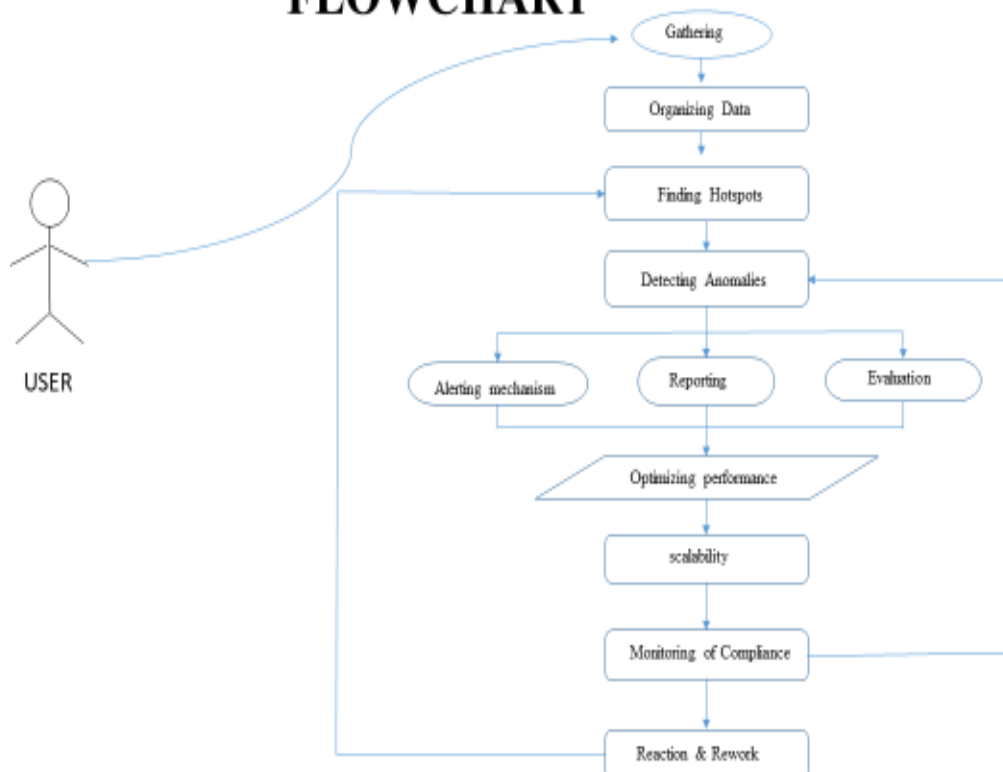 FLOWCHART
Gathering
Organizing Data
Finding Hotspots
Detecting Anomalies
USER
Alerting mechanism
Reporting
Evaluation
Optimizing performance
scalability
Monitoring of Compliance
Reaction & Rework